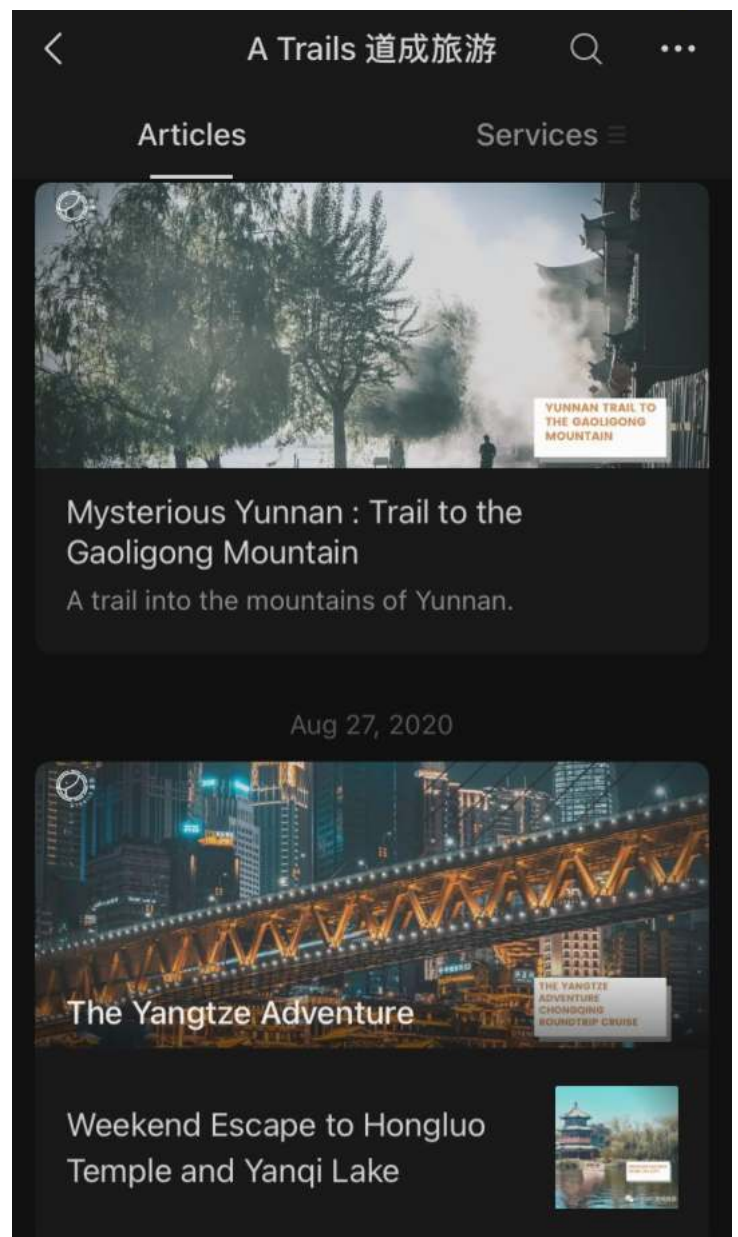 A Trails 道成旅游
Articles
Services
YUNNAN TRAIL TO
THE GAOLIGONG
MOUNTAIN
Mysterious Yunnan : Trail to the
Gaoligong Mountain
A trail into the mountains of Yunnan.
Aug 27, 2020
The Yangtze Adventure
THE YANGTZE
ADVENTURE
CHONGQING
ROUNDTRIP CRUISE
Weekend Escape to Hongluo
Temple and Yanqi Lake